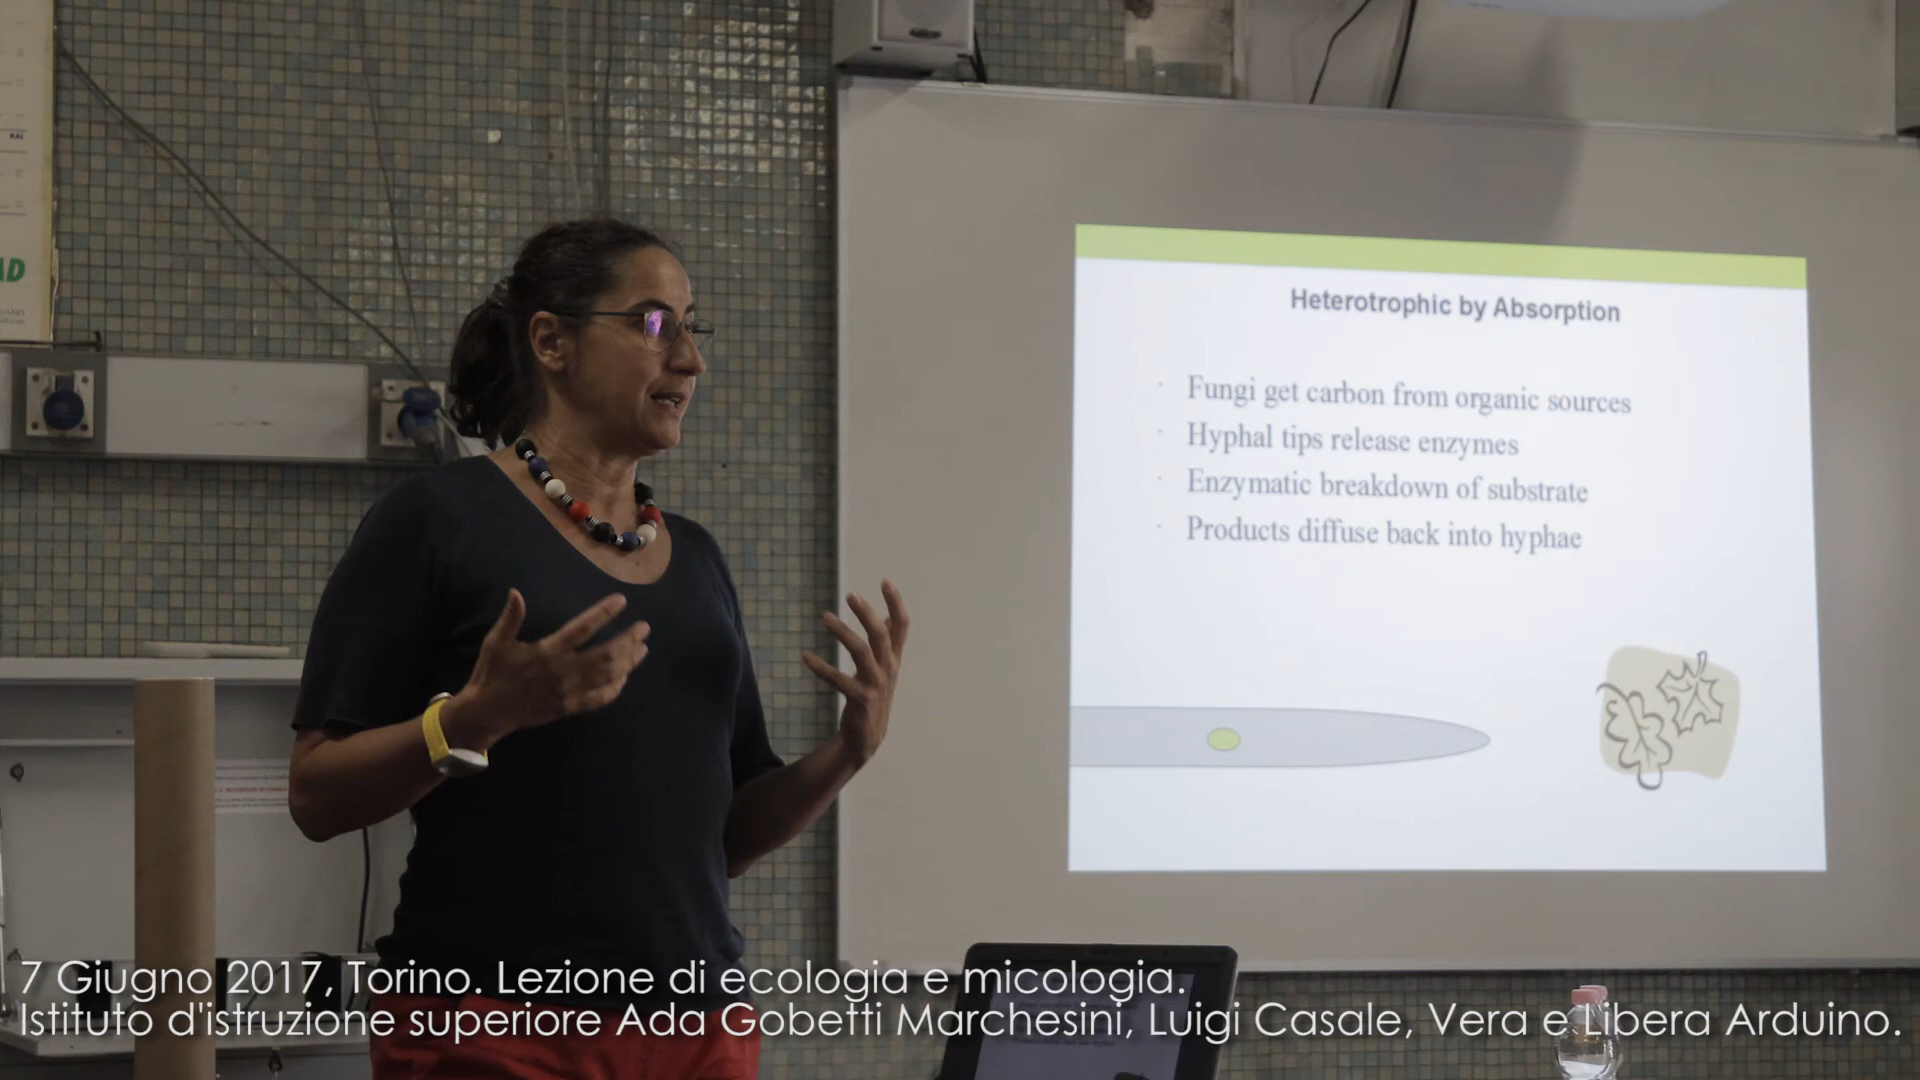 Heterotrophic by Absorption
· Fungi get carbon from organic sources
· Hyphal tips release enzymes
· Enzymatic breakdown of substrate
· Products diffuse back into hyphae
7 Giugno 2017, Torino. Lezione di ecologia e micologia.
Istituto d'istruzione superiore Ada Gobetti Marchesini, Luigi Casale, Vera e Libera Arduino.